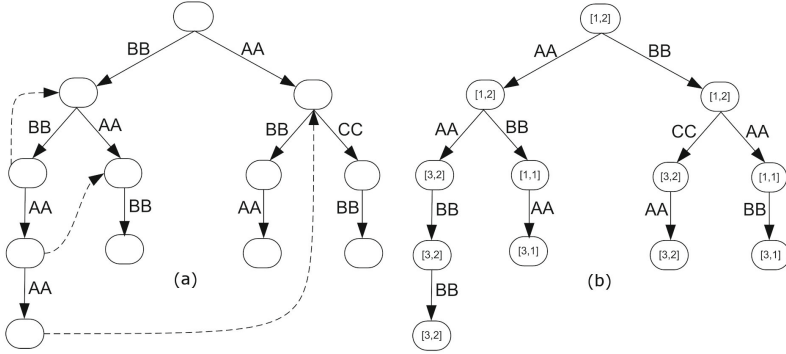 [1,2]
BB
AA
AA
BB
[1,2]
[1,2]
BB
AA
BB
CC
AA
BB
CC
AA
[3,2]
[1,1]
[3,2]
[1,1]
AA
BB
AA
BB
BB
AA
AA
BB
[3,2]
[3,1]
[3,2]
[3,1]
(a)
(b)
AA
BB
[3,2]